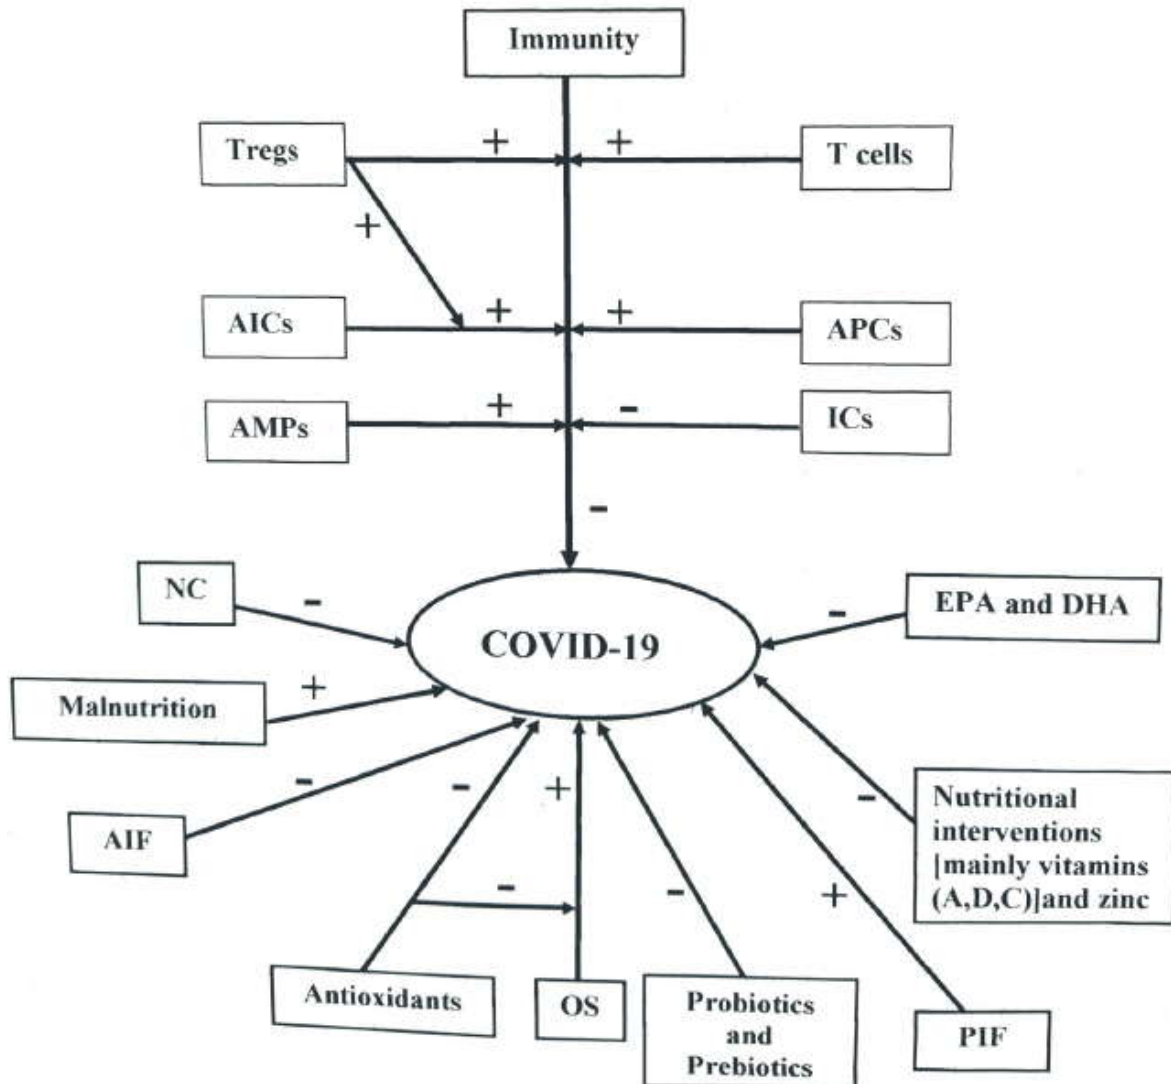 Immunity
+
+
Tregs
T cells
+
+
+
AICs
APCs
+
-
AMPs
ICs
-
NC
-
EPA and DHA
-
COVID-19
+
Malnutrition
-
-
+
-
Nutritional
interventions
[mainly vitamins
(A,D,C)]and zinc
AIF
-
-
+
Antioxidants
OS
Probiotics
and
Prebiotics
PIF